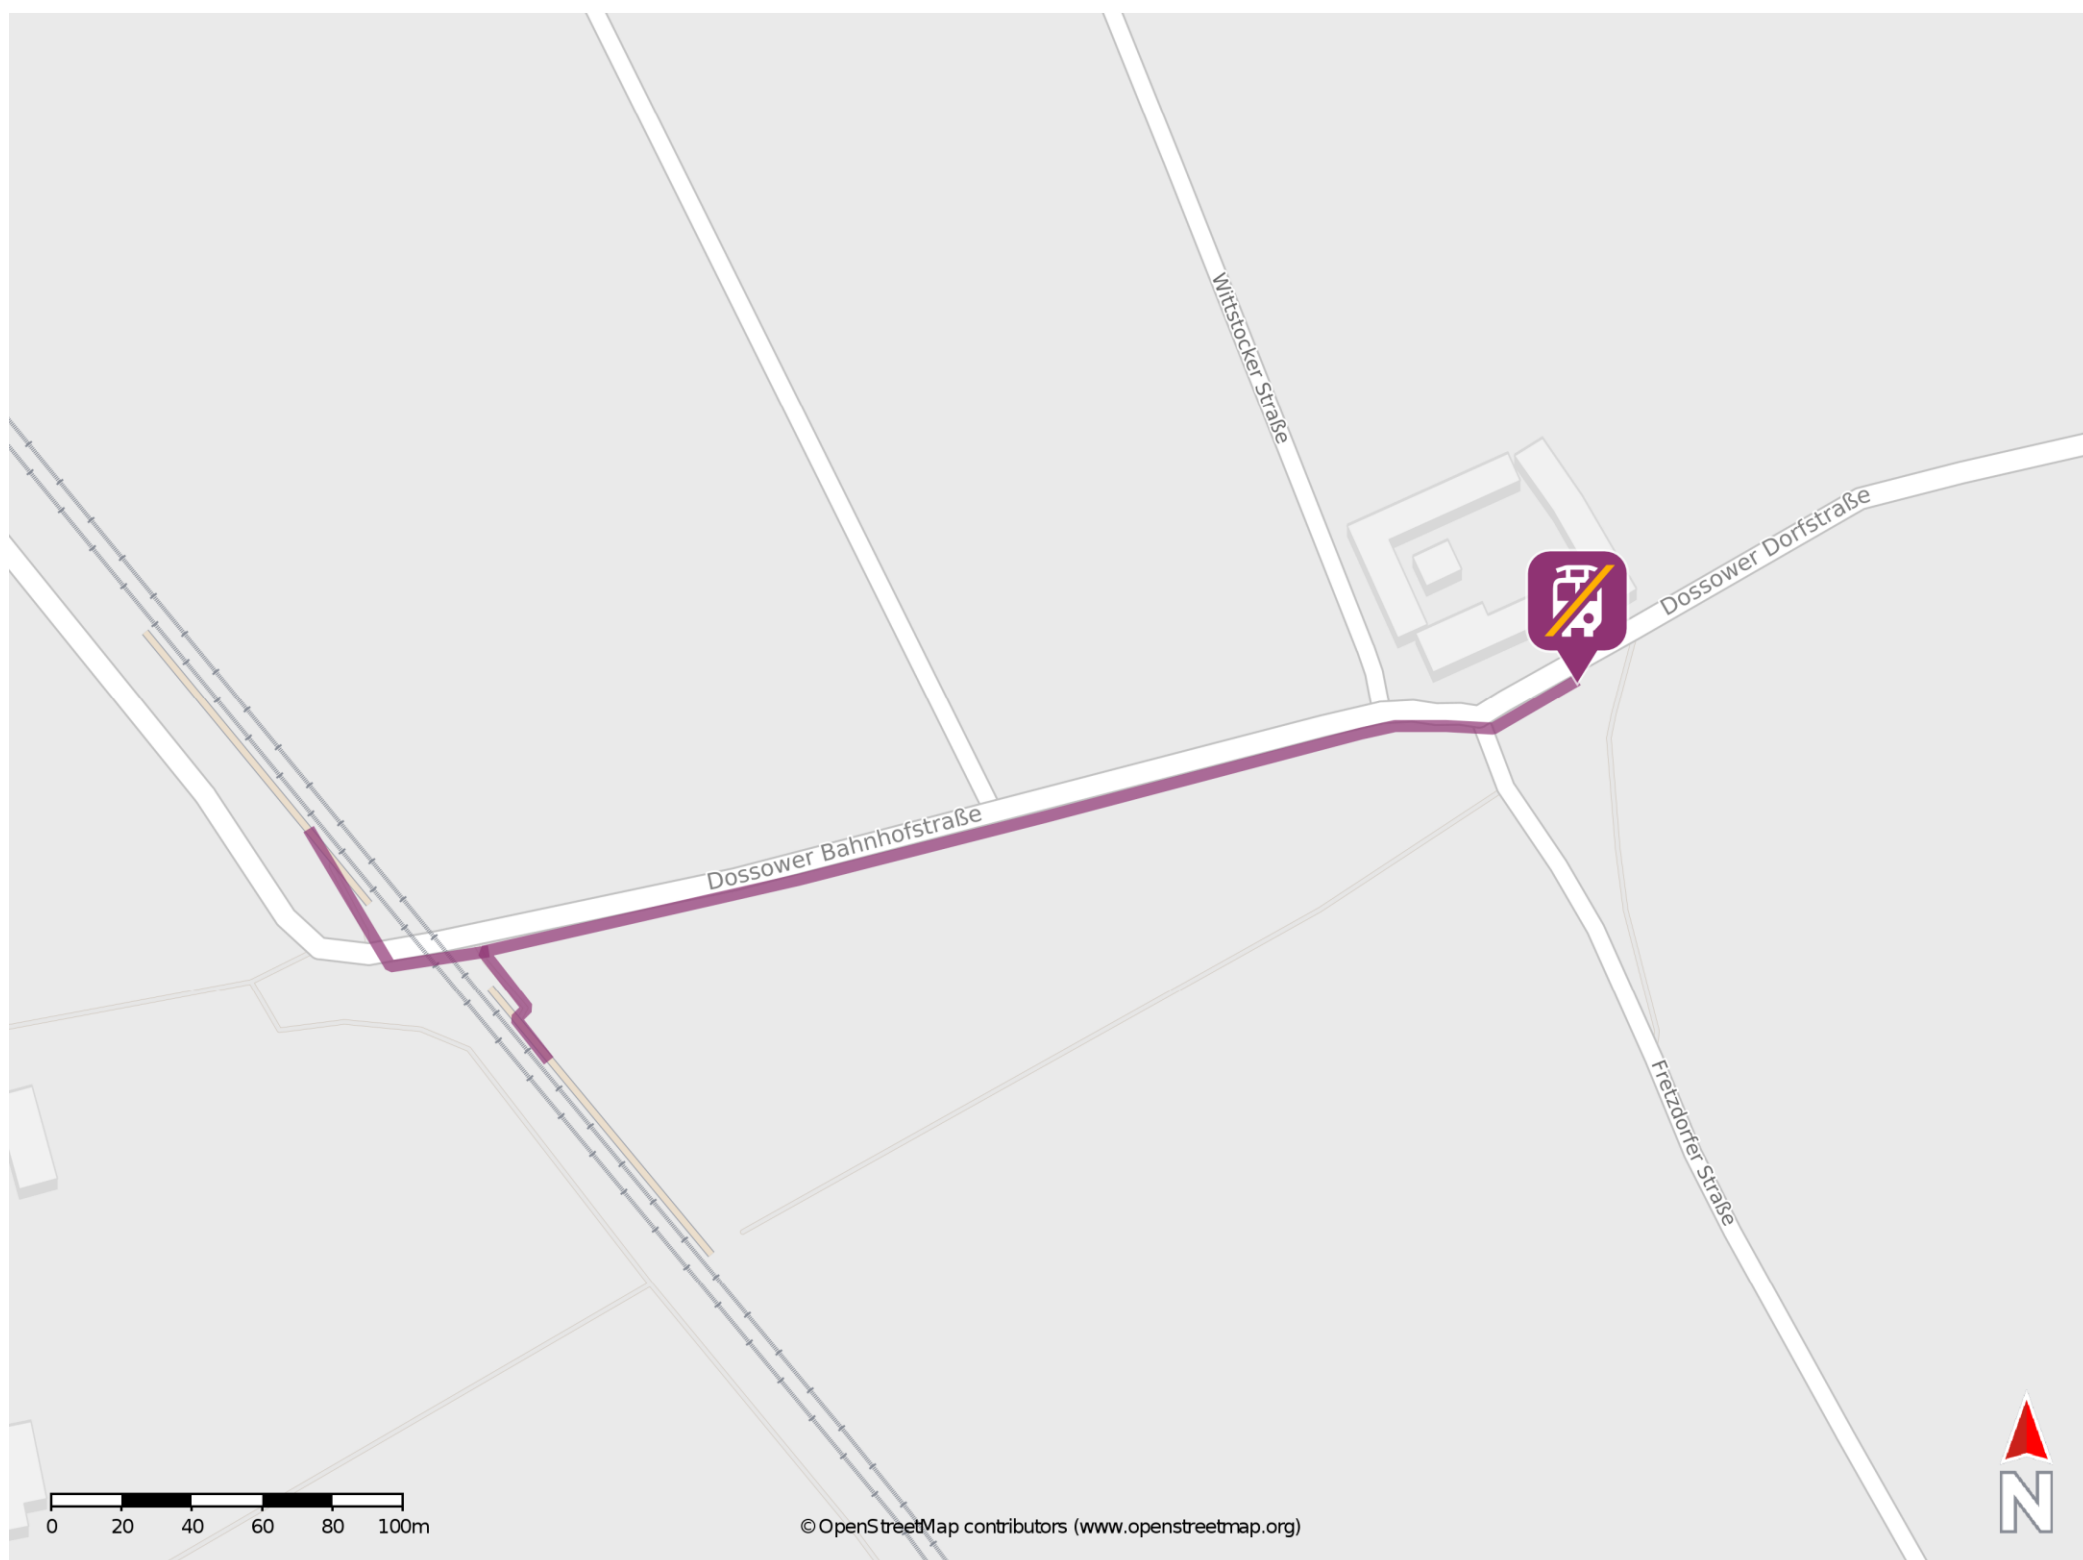 Wittstocker Straße
Dossower Dorfstraße
Dossower Bahnhofstraße
Fretzdorfer Straße
N
0 20 40 60 80 100m
© OpenStreetMap contributors (www.openstreetmap.org)